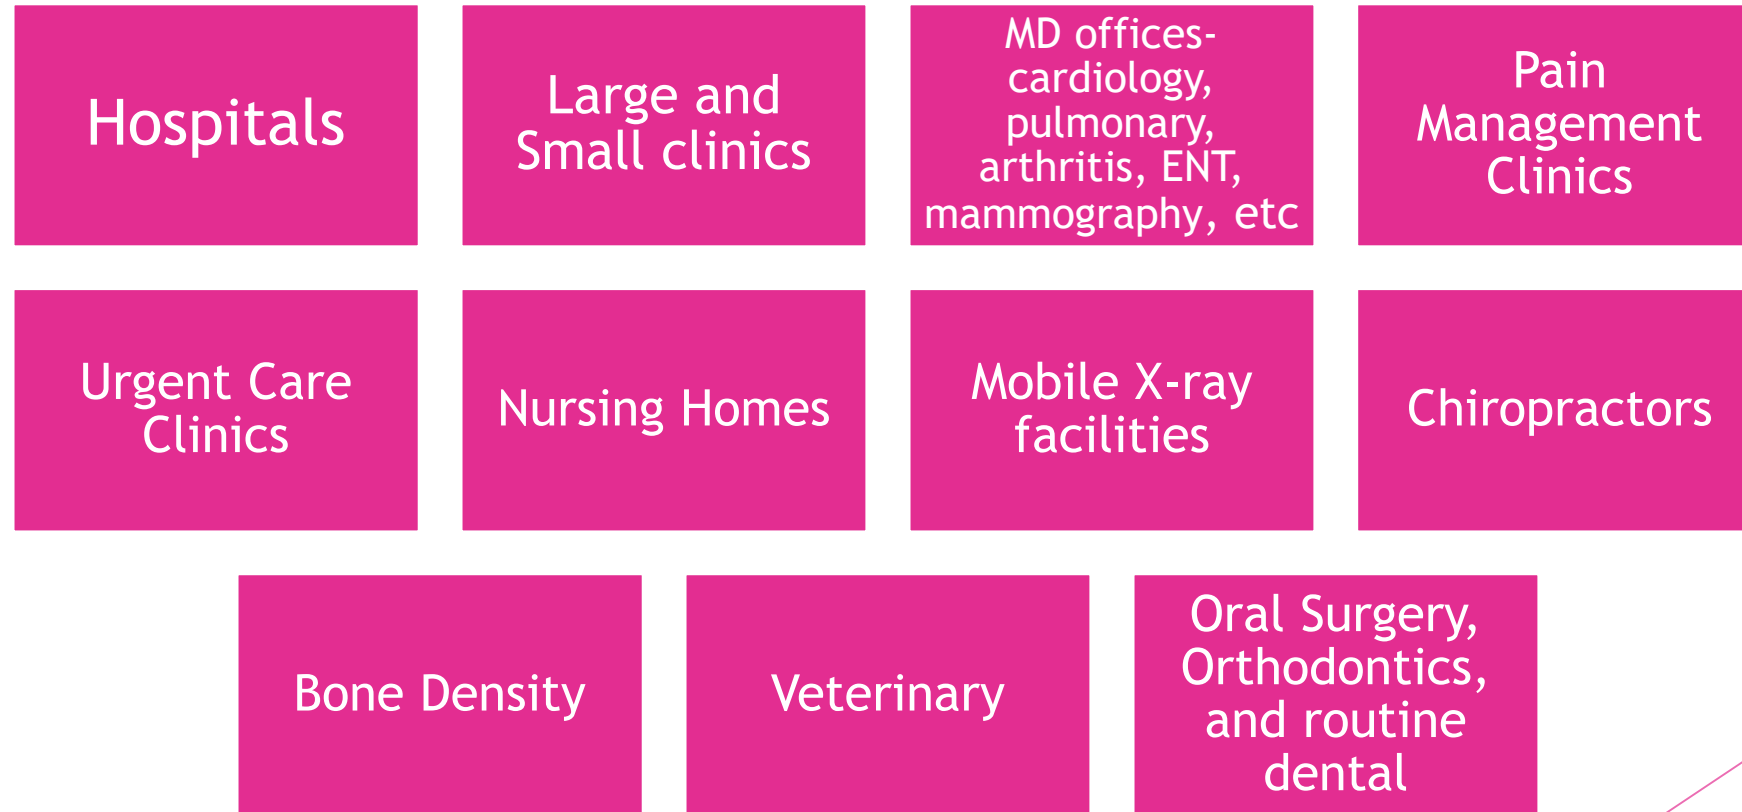 Hospitals
Large and
Small clinics
MD offices-
cardiology,
pulmonary,
arthritis, ENT,
mammography, etc
Pain
Management
Clinics
Urgent Care
Clinics
Nursing Homes
Mobile X-ray
facilities
Chiropractors
Bone Density
Veterinary
Oral Surgery,
Orthodontics,
and routine
dental